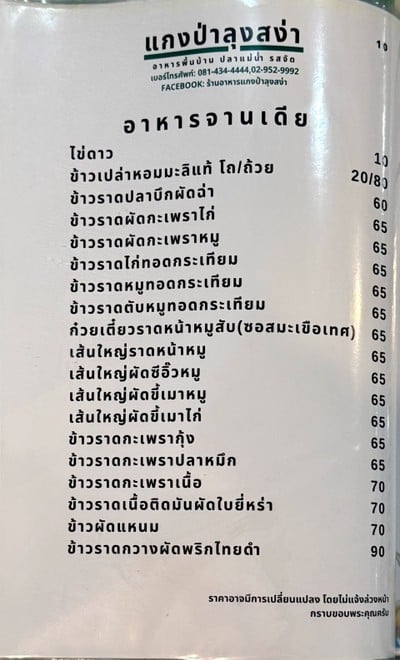 แกงป่าลุงสง่า
10
อาหารพื้นบ้าน ปลาแม่น้ำ รสจัด
เบอร์โทรศัพท์: 081-434-4444,02-952-9992
FACEBOOK: ร้านอาหารแกงป่าลุงสง่า
อาหารจานเดีย
ไข่ดาว 10
ข้าวเปล่าหอมมะลิแท้ โถ/ถ้วย 20/80
ข้าวราดปลาบึกผัดฉ่า 60
ข้าวราดผัดกะเพราไก่ 65
ข้าวราดผัดกะเพราหมู 65
ข้าวราดไก่ทอดกระเทียม 65
ข้าวราดหมูทอดกระเทียม 65
ข้าวราดตับหมูทอดกระเทียม 65
ก๋วยเตี๋ยวราดหน้าหมูสับ(ซอสมะเขือเทศ) 65
เส้นใหญ่ราดหน้าหมู 65
เส้นใหญ่ผัดซีอิ๊วหมู 65
เส้นใหญ่ผัดขี้เมาหมู 65
เส้นใหญ่ผัดขี้เมาไก่ 65
ข้าวราดกะเพรากุ้ง 65
ข้าวราดกะเพราปลาหมึก 65
ข้าวราดกะเพราเนื้อ 70
ข้าวราดเนื้อติดมันผัดใบยี่หร่า 70
ข้าวผัดแหนม 70
ข้าวราดกวางผัดพริกไทยดำ 90
ราคาอาจมีการเปลี่ยนแปลง โดยไม่แจ้งล่วงหน้า
กราบขอบพระคุณครับ